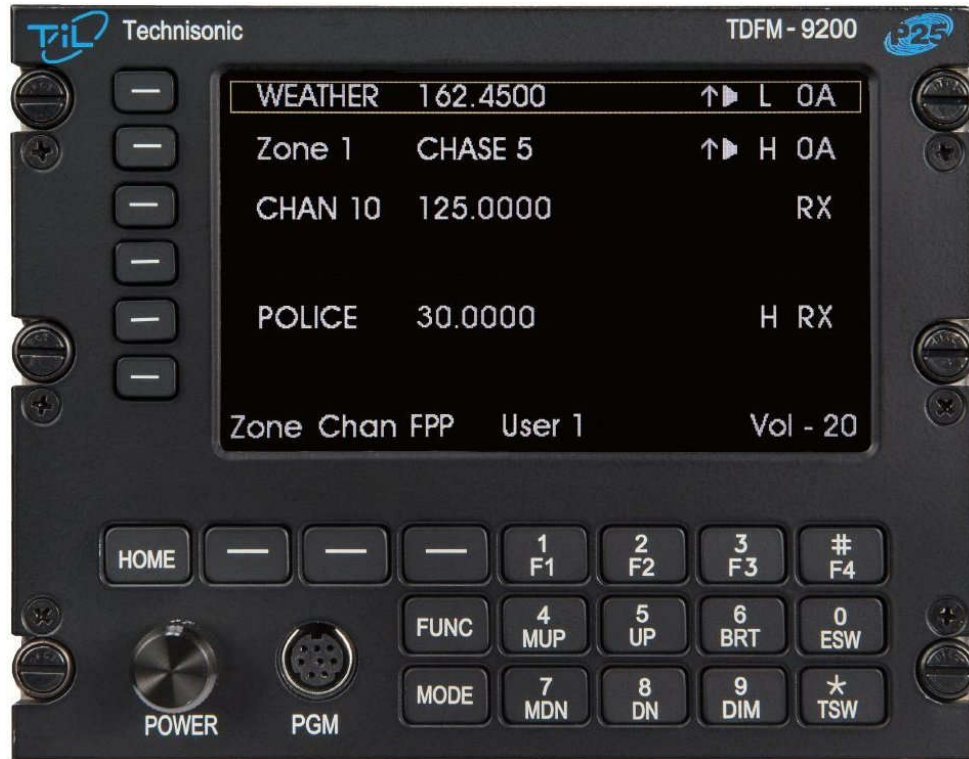 TiL Technisonic TDFM - 9200 P25
WEATHER 162.4500 L 0A
Zone 1 CHASE 5 H 0A
CHAN 10 125.0000 RX
POLICE 30.0000 H RX
Zone Chan FPP User 1 Vol - 20
HOME 1 2 3 #
F1 F2 F3 F4
FUNC 4 5 6 0
MUP UP BRT ESW
MODE 7 8 9 *
MDN DN DIM TSW
POWER PGM